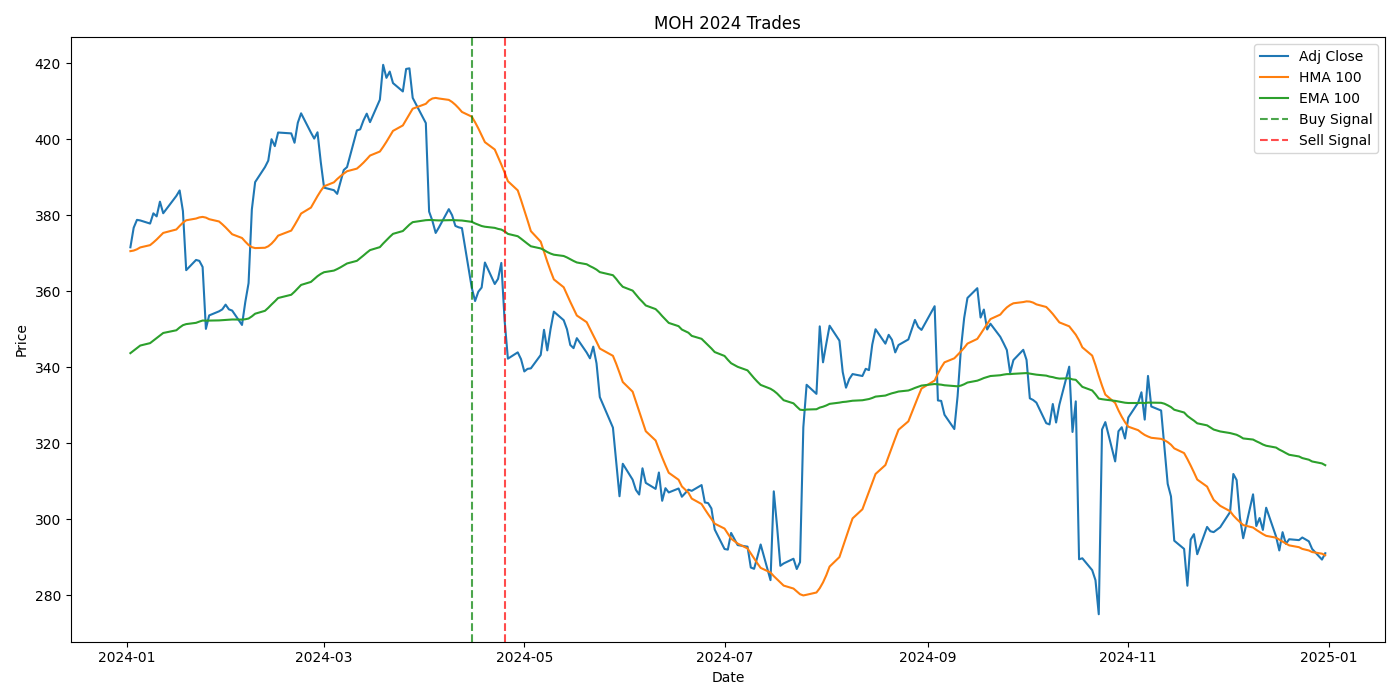 MOH 2024 Trades
Adj Close
HMA 100
EMA 100
Buy Signal
Sell Signal
Price
420
400
380
360
340
320
300
280
2024-01
2024-03
2024-05
2024-07
2024-09
2024-11
2025-01
Date